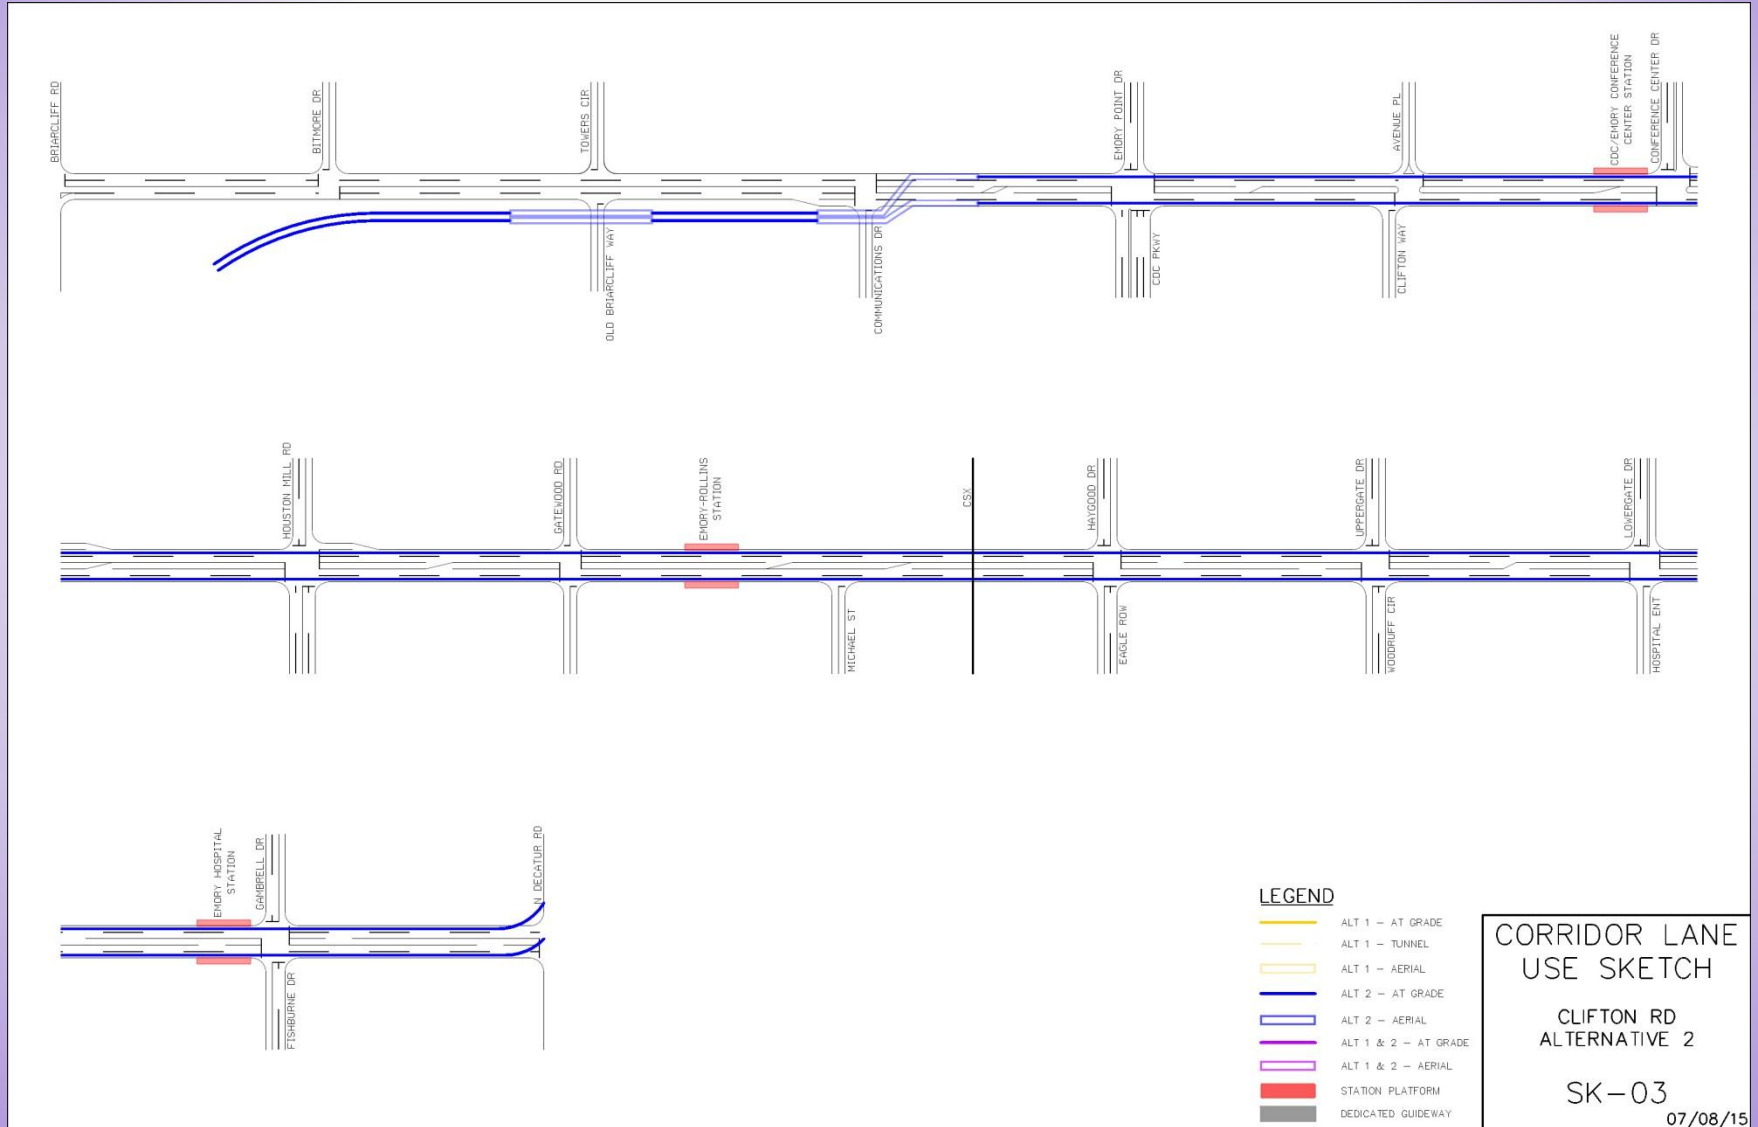 BRIARCLIFF RD
BITMORE DR
TOWERS CIR
EMORY POINT DR
AVENUE PL
CDC/EMORY CONFERENCE
CENTER STATION
CONFERENCE CENTER DR
OLD BRIARCLIFF WAY
COMMUNICATIONS DR
CDC PKWY
CLIFTON WAY
HOUSTON MILL RD
GATEWOOD RD
EMORY-ROLLINS
STATION
CSX
HAYGOOD DR
UPPERGATE DR
LOWERGATE DR
MICHAEL ST
EAGLE ROW
WOODRUFF CIR
HOSPITAL ENT
EMORY HOSPITAL
STATION
GAMBRELL DR
N DECATUR RD
FISHBURNE DR
LEGEND
ALT 1 - AT GRADE
ALT 1 - TUNNEL
ALT 1 - AERIAL
ALT 2 - AT GRADE
ALT 2 - AERIAL
ALT 1 & 2 - AT GRADE
ALT 1 & 2 - AERIAL
STATION PLATFORM
DEDICATED GUIDEWAY
CORRIDOR LANE
USE SKETCH
CLIFTON RD
ALTERNATIVE 2
SK-03
07/08/15